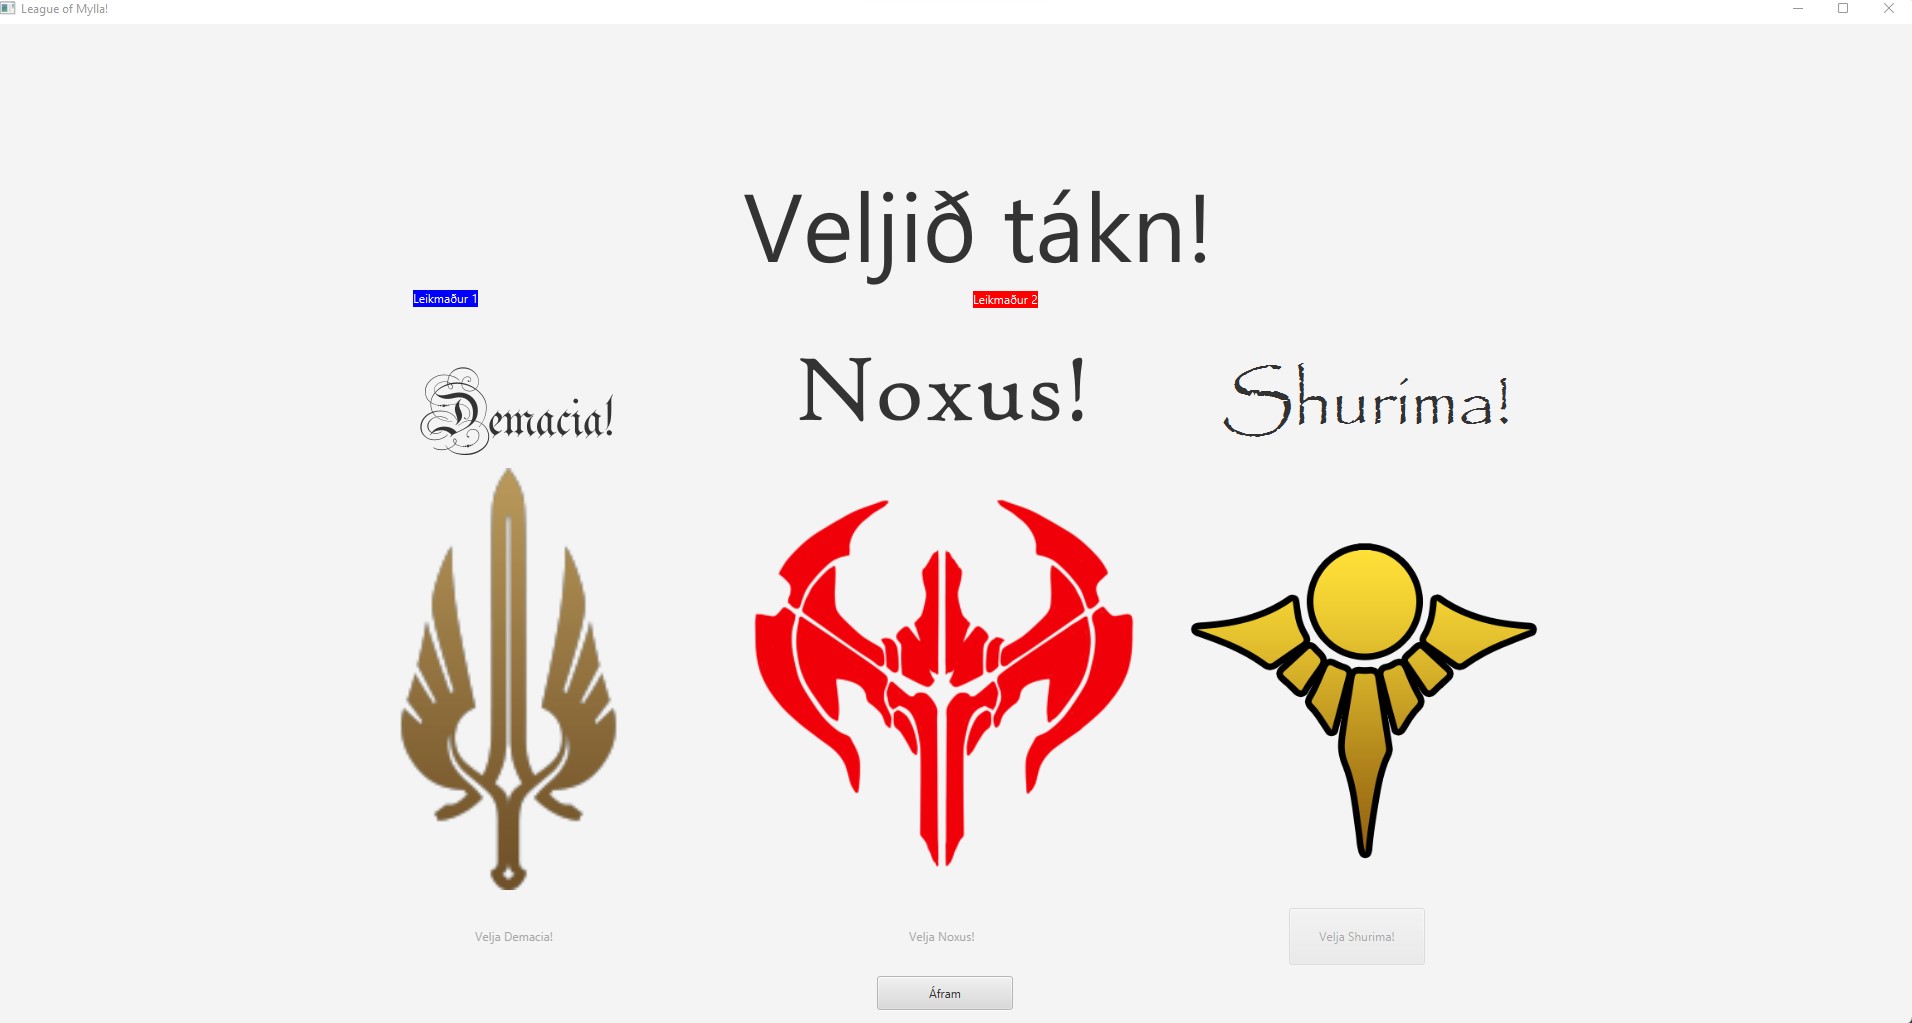 League of Mylla!
Veljið tákn!
Leikmaður 1
Leikmaður 2
Demacia!
Noxus!
Shurima!
Velja Demacia!
Velja Noxus!
Velja Shurima!
Áfram